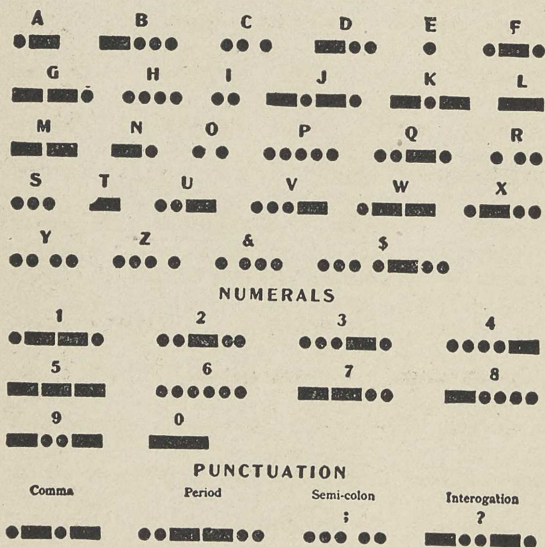 A B C D E F
G H I J K L
M N O P Q R
S T U V W X
Y Z & $
NUMERALS
1 2 3 4
5 6 7 8
9 0
PUNCTUATION
Comma Period Semi-colon Interogation
; ?